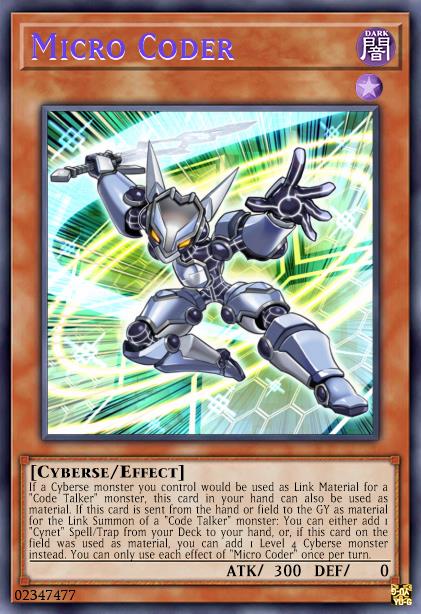 Micro Coder
DARK
闇
[Cyberse/Effect]
If a Cyberse monster you control would be used as Link Material for a
"Code Talker" monster, this card in your hand can also be used as
material. If this card is sent from the hand or field to the GY as material
for the Link Summon of a "Code Talker" monster: You can either add 1
"Cynet" Spell/Trap from your Deck to your hand, or, if this card on the
field was used as material, you can add 1 Level 4 Cyberse monster
instead. You can only use each effect of "Micro Coder" once per turn.
ATK/ 300 DEF/ 0
02347477